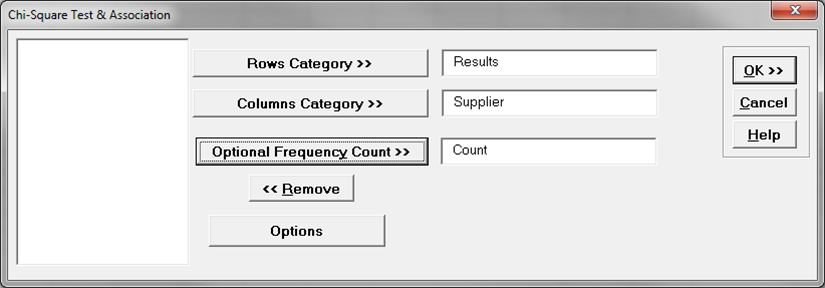 Chi-Square Test & Association
Rows Category >> Results
OK >>
Columns Category >> Supplier
Cancel
Optional Frequency Count >> Count
Help
<< Remove
Options